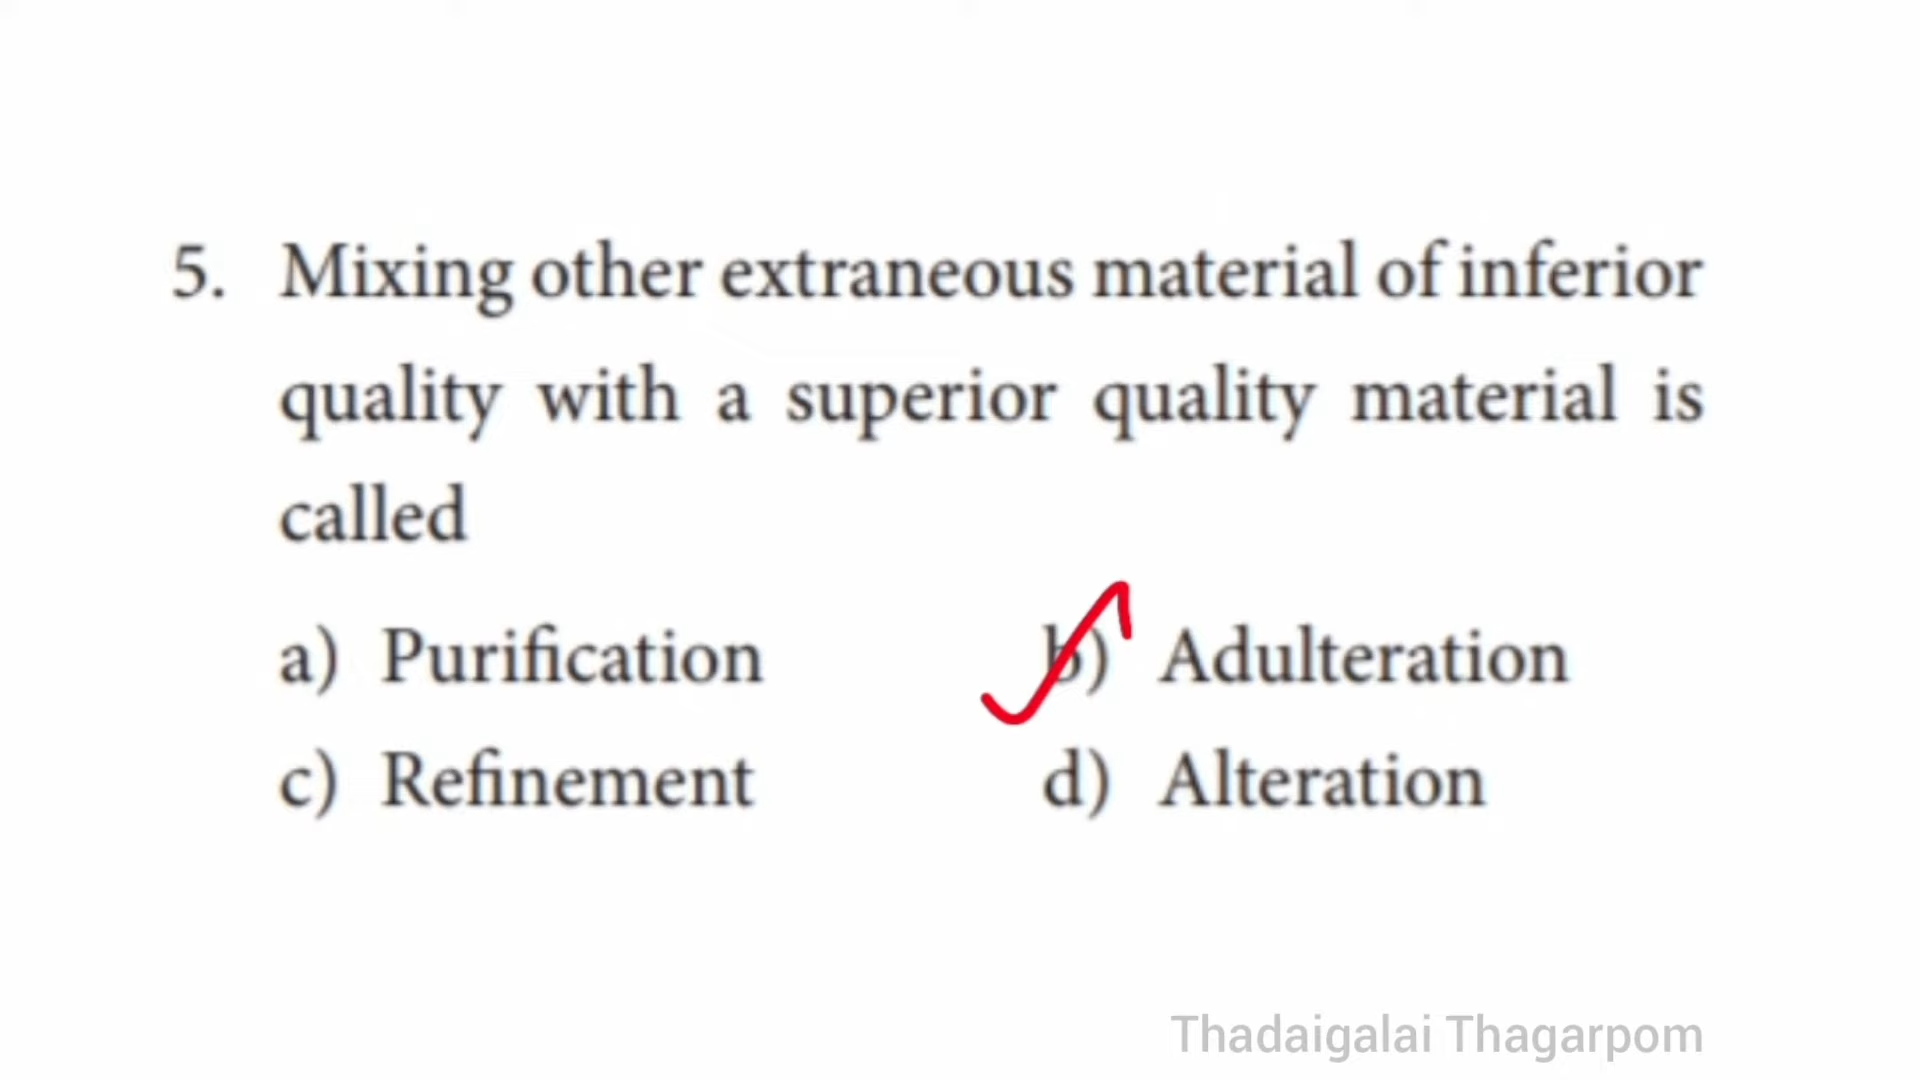 5. Mixing other extraneous material of inferior
quality with a superior quality material is
called
a) Purification b) Adulteration
c) Refinement d) Alteration
Thadaigalai Thagarpom